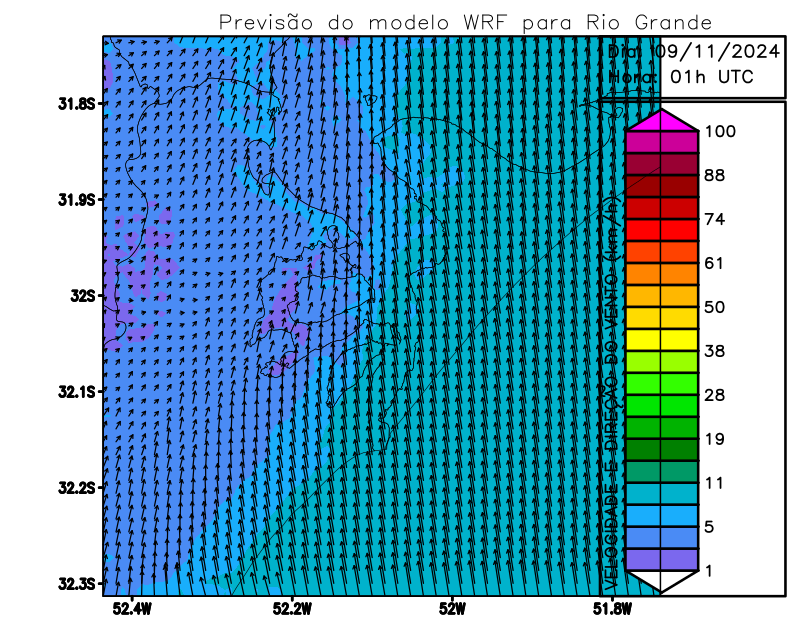 Previsão do modelo WRF para Rio Grande
Dia: 09/11/2024
Hora: 01h UTC
31.8S
31.9S
32S
32.1S
32.2S
32.3S
52.4W
52.2W
52W
51.8W
VELOCIDADE E DIREÇÃO DO VENTO (km/h)
100
88
74
61
50
38
28
19
11
5
1